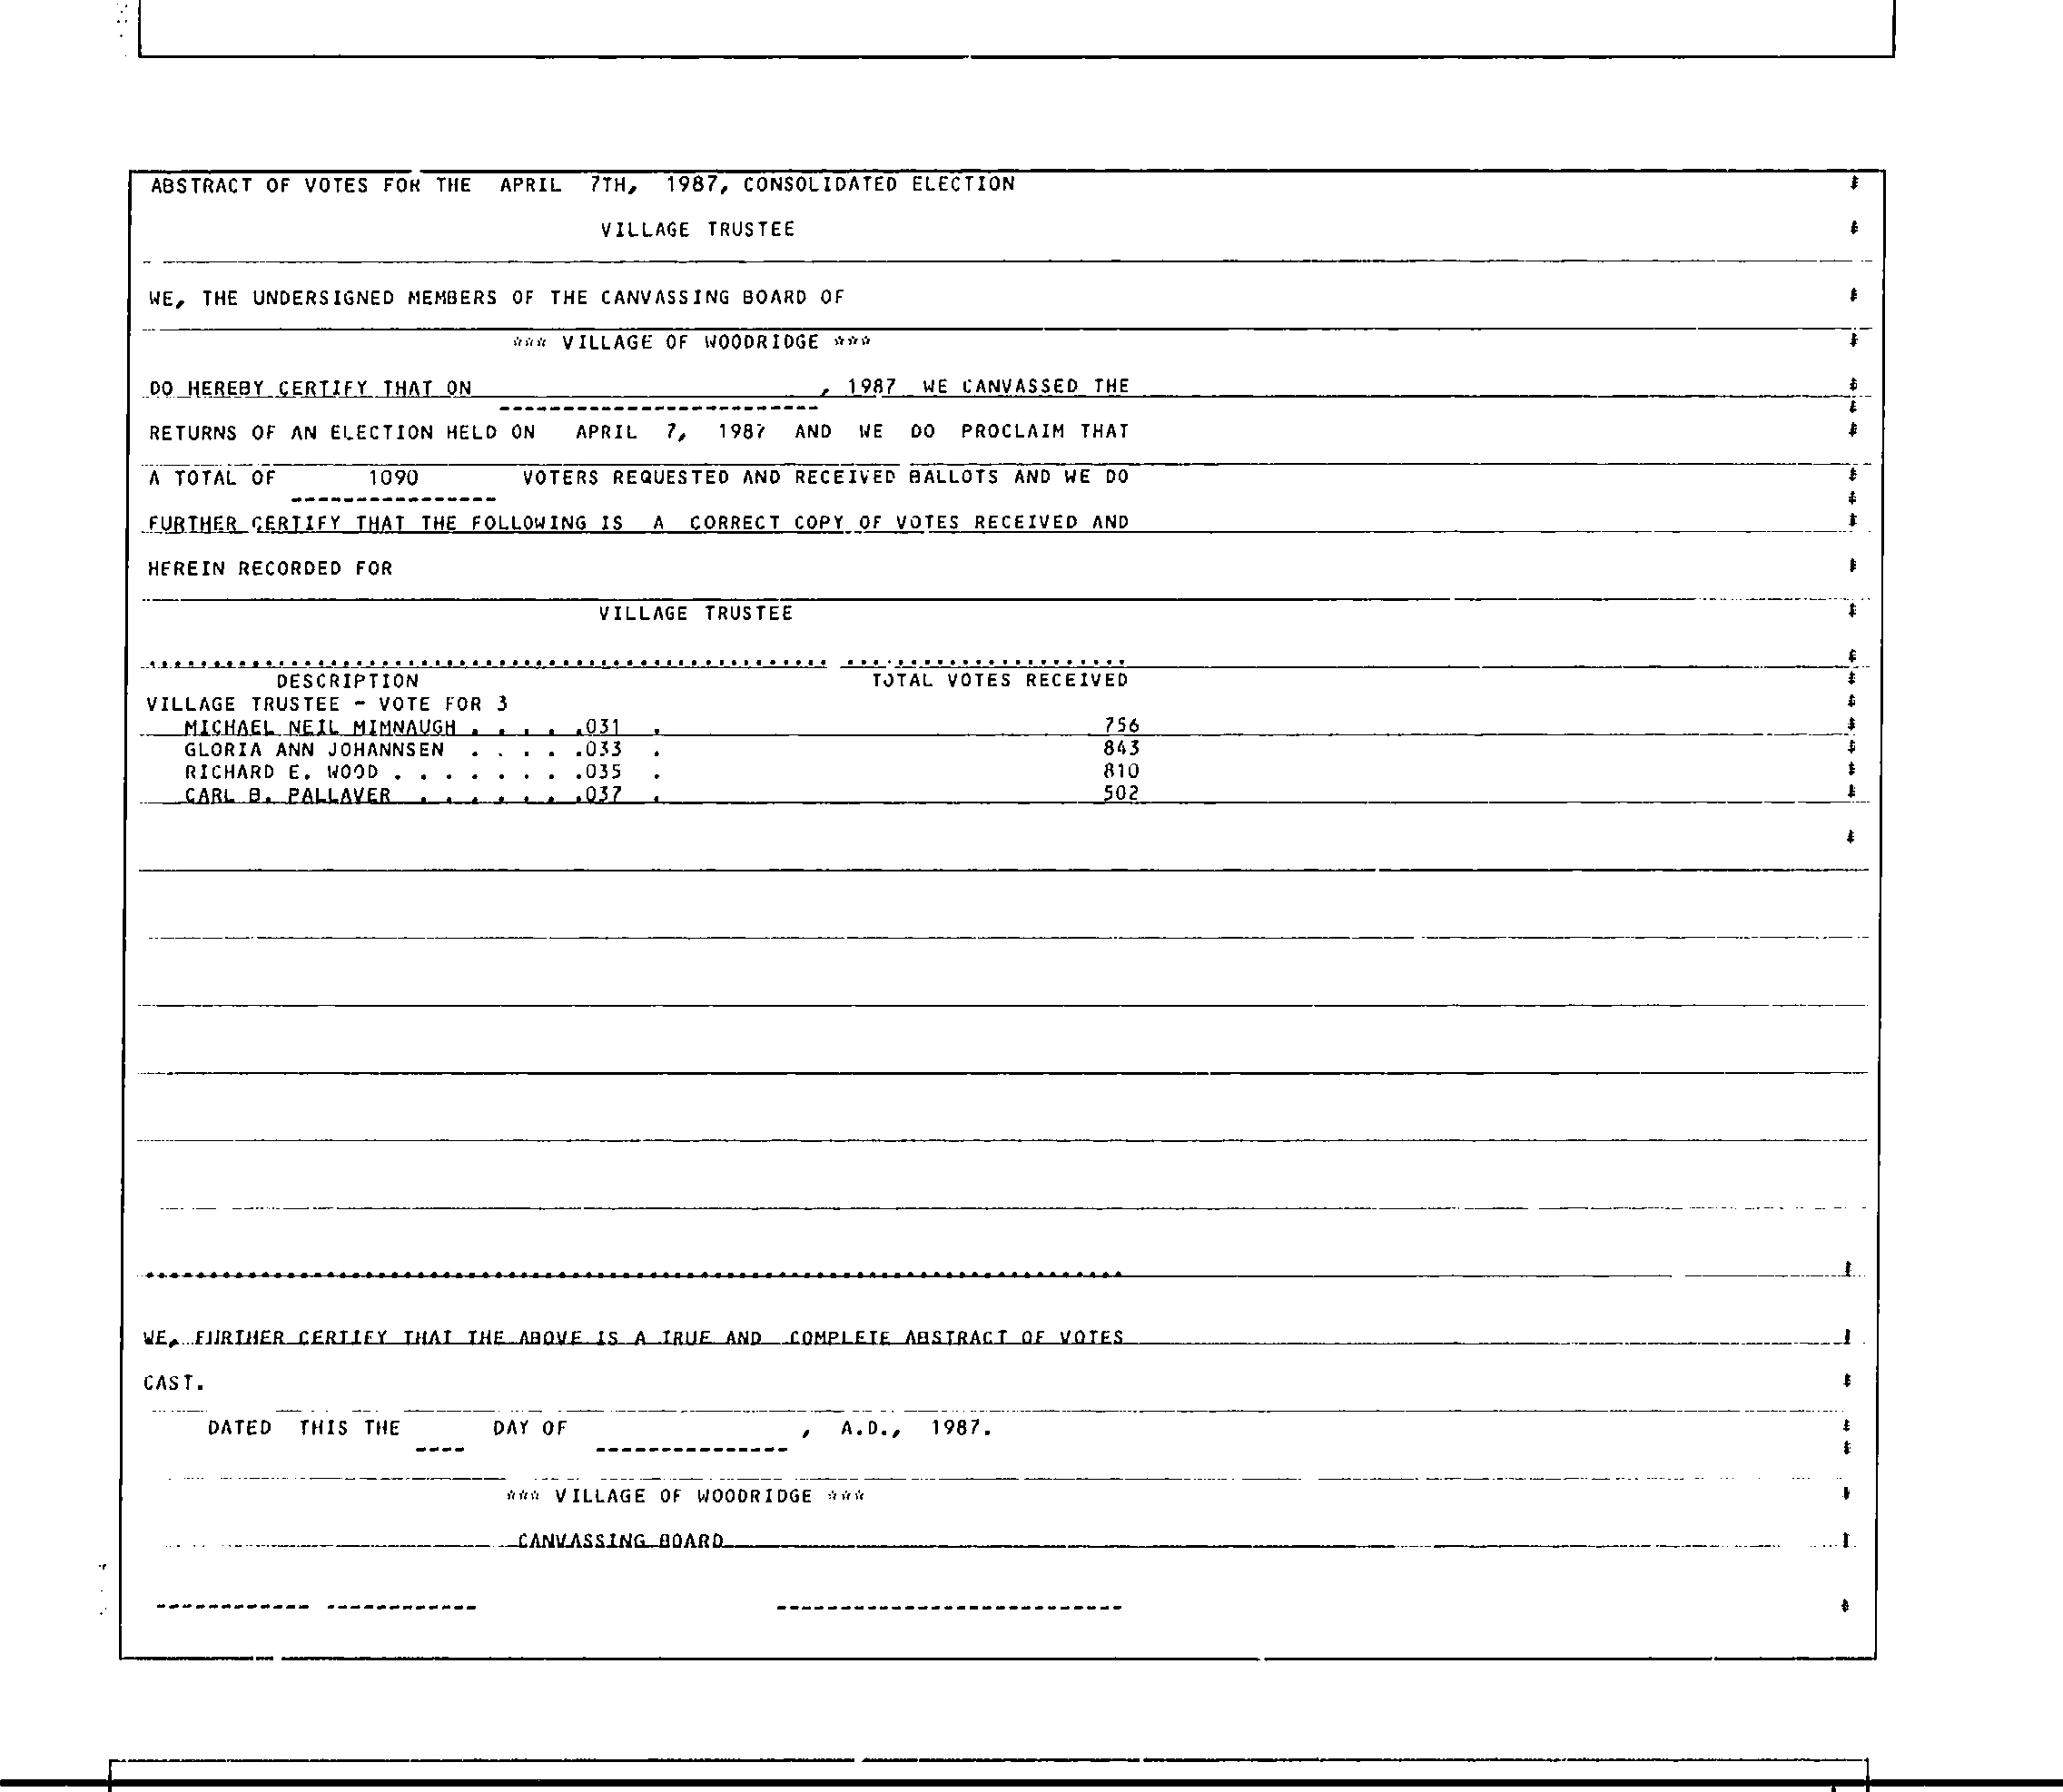 ABSTRACT OF VOTES FOR THE APRIL 7TH, 1987, CONSOLIDATED ELECTION
VILLAGE TRUSTEE
WE, THE UNDERSIGNED MEMBERS OF THE CANVASSING BOARD OF
*** VILLAGE OF WOODRIDGE ***
DO HEREBY CERTIFY THAT ON , 1987 WE CANVASSED THE
RETURNS OF AN ELECTION HELD ON APRIL 7, 1987 AND WE DO PROCLAIM THAT
A TOTAL OF 1090 VOTERS REQUESTED AND RECEIVED BALLOTS AND WE DO
FURTHER CERTIFY THAT THE FOLLOWING IS A CORRECT COPY OF VOTES RECEIVED AND
HEREIN RECORDED FOR
VILLAGE TRUSTEE
DESCRIPTION TOTAL VOTES RECEIVED
VILLAGE TRUSTEE - VOTE FOR 3
MICHAEL NEIL MIMNAUGH . . . . .031 . 756
GLORIA ANN JOHANNSEN . . . . .033 . 843
RICHARD E. WOOD . . . . . . . .035 . 810
CARL B. PALLAVER . . . . . . .037 . 502
WE, FURTHER CERTIFY THAT THE ABOVE IS A TRUE AND COMPLETE ABSTRACT OF VOTES
CAST.
DATED THIS THE ---- DAY OF --------------- , A.D., 1987.
*** VILLAGE OF WOODRIDGE ***
CANVASSING BOARD